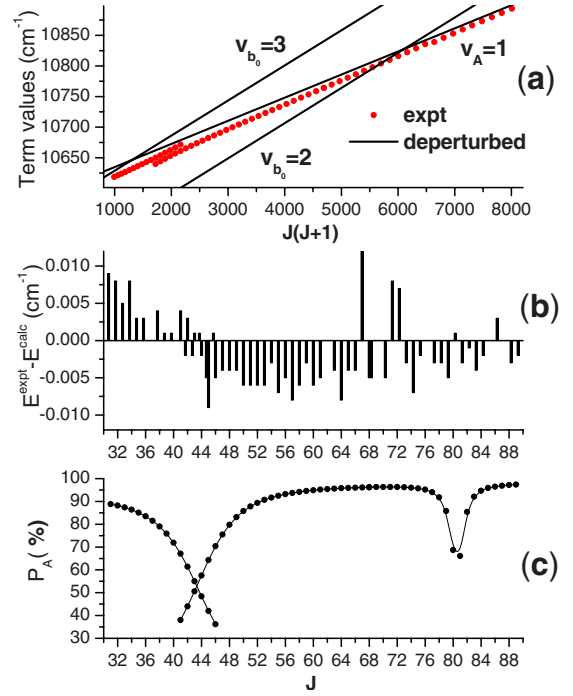 10850
10800
10750
10700
10650
Term values (cm⁻¹)
v_b₀=3
v_A=1
v_b₀=2
(a)
expt
deperturbed
1000 2000 3000 4000 5000 6000 7000 8000
J(J+1)
0.010
0.005
0.000
-0.005
-0.010
E^expt-E^calc (cm⁻¹)
(b)
32 36 40 44 48 52 56 60 64 68 72 76 80 84 88
100
90
80
70
60
50
40
30
P_A( %)
(c)
32 36 40 44 48 52 56 60 64 68 72 76 80 84 88
J